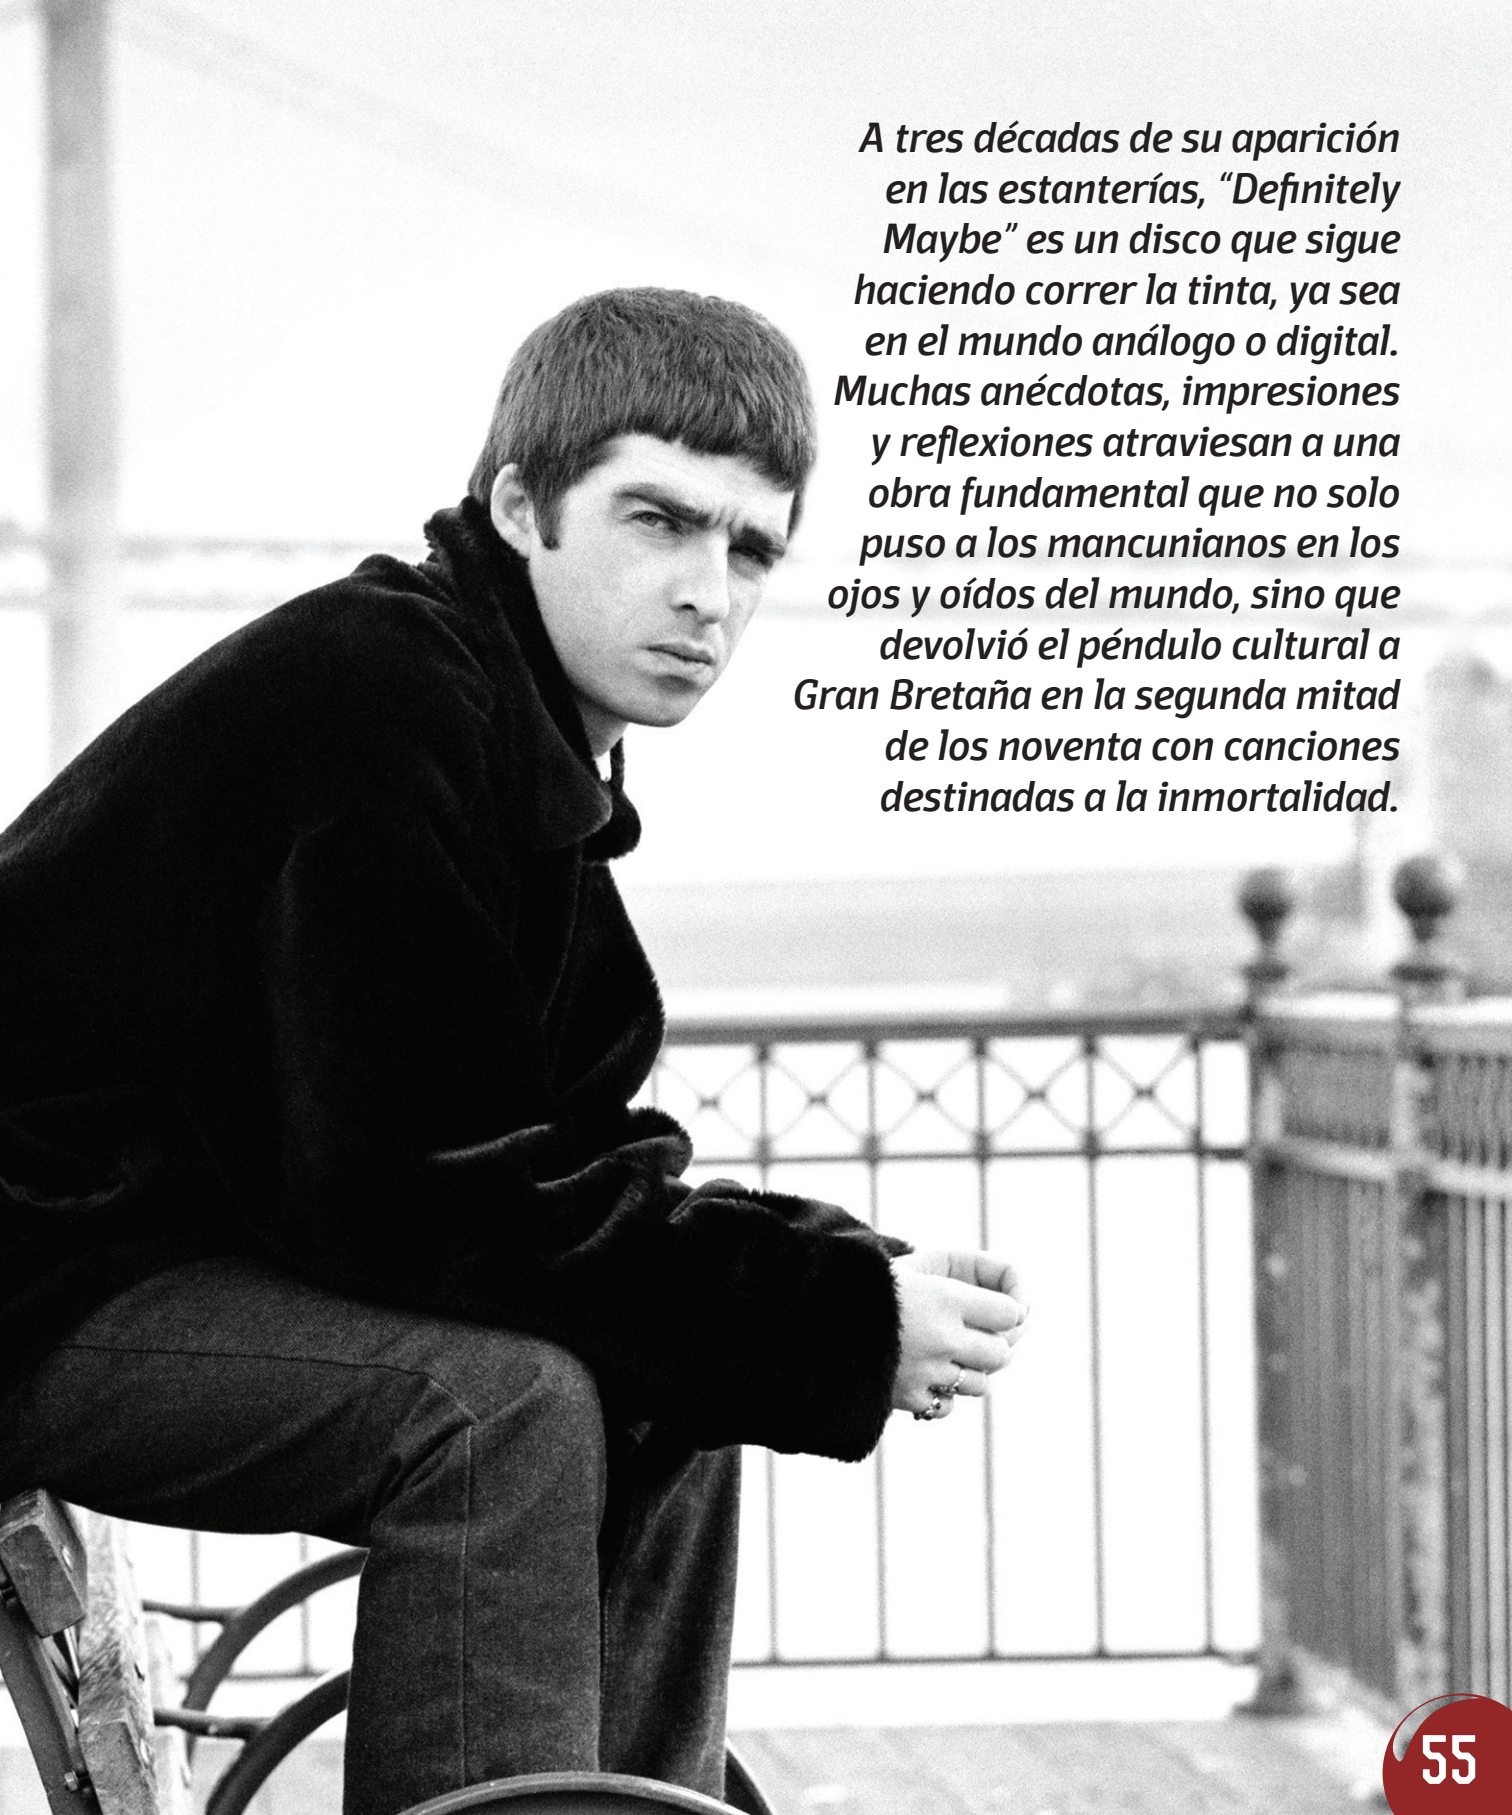 A tres décadas de su aparición
en las estanterías, “Definitely
Maybe” es un disco que sigue
haciendo correr la tinta, ya sea
en el mundo análogo o digital.
Muchas anécdotas, impresiones
y reflexiones atraviesan a una
obra fundamental que no solo
puso a los mancunianos en los
ojos y oídos del mundo, sino que
devolvió el péndulo cultural a
Gran Bretaña en la segunda mitad
de los noventa con canciones
destinadas a la inmortalidad.
55